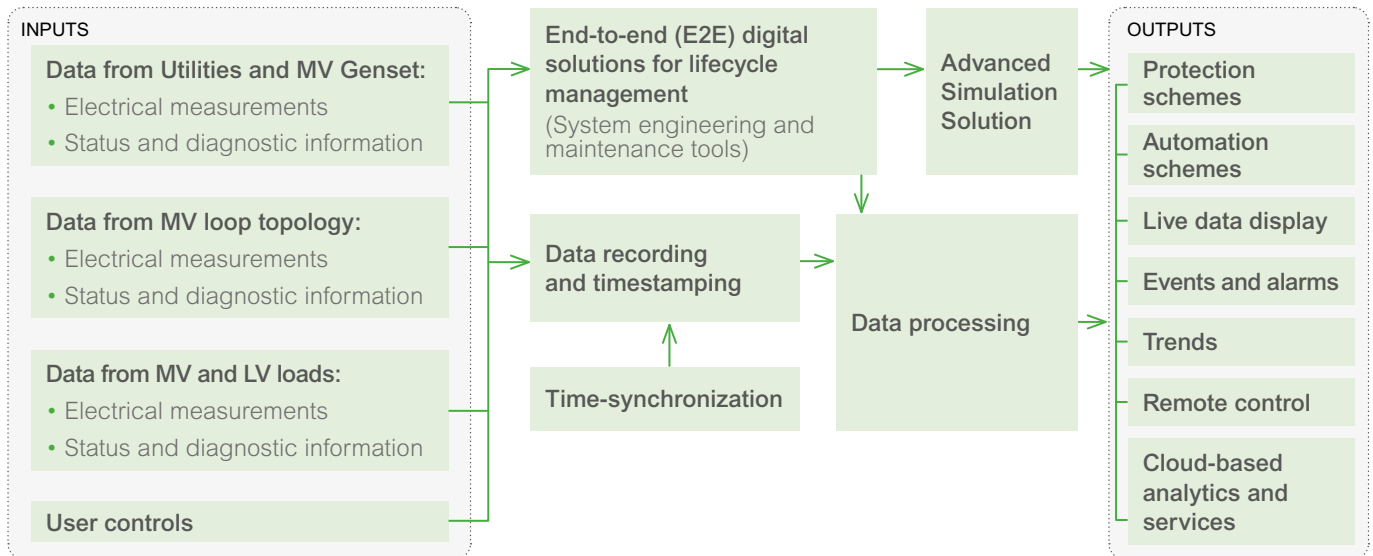 INPUTS
Data from Utilities and MV Genset:
• Electrical measurements
• Status and diagnostic information
Data from MV loop topology:
• Electrical measurements
• Status and diagnostic information
Data from MV and LV loads:
• Electrical measurements
• Status and diagnostic information
User controls
End-to-end (E2E) digital
solutions for lifecycle
management
(System engineering and
maintenance tools)
Advanced
Simulation
Solution
Data recording
and timestamping
Time-synchronization
Data processing
OUTPUTS
Protection
schemes
Automation
schemes
Live data display
Events and alarms
Trends
Remote control
Cloud-based
analytics and
services